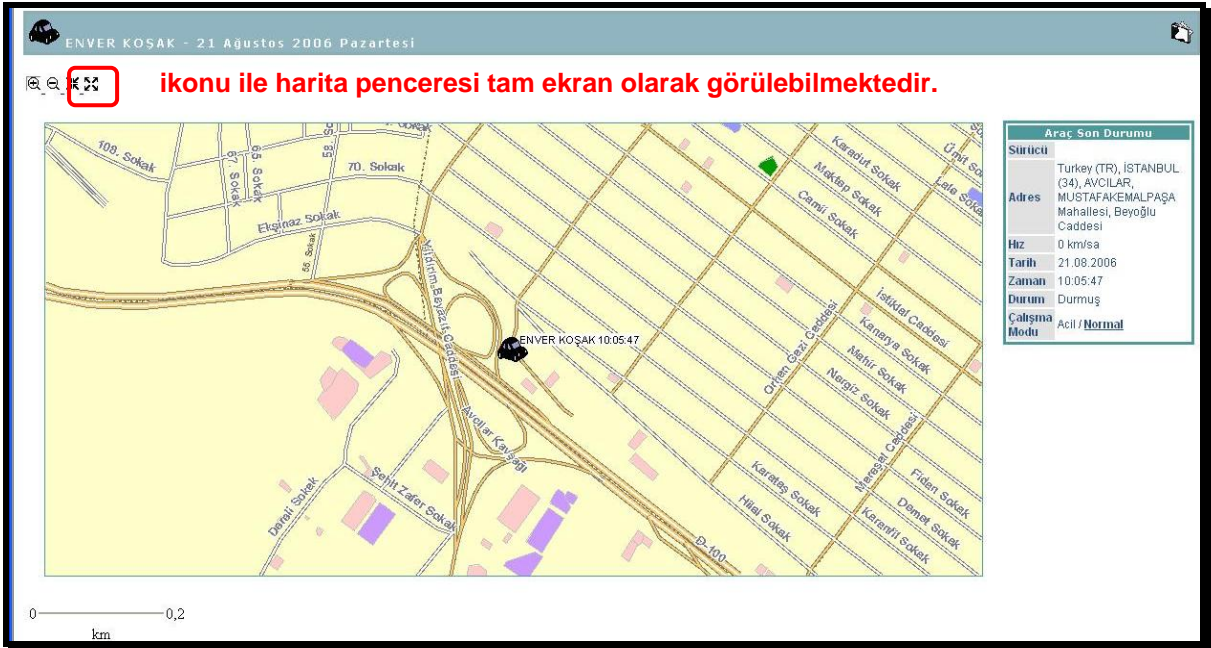 ENVER KOŞAK - 21 Ağustos 2006 Pazartesi
ikonu ile harita penceresi tam ekran olarak görülebilmektedir.
109. Sokak
67. Sokak
65. Sokak
58. S
70. Sokak
Ekşinaz Sokak
56. Sokak
Yıldırım Beyazıt Caddesi
ENVER KOŞAK 10:05:47
Avcılar Kavşağı
Şehit Zafer Sokak
Dereli Sokak
D-100
Karadut Sokak
Maktap Sokak
Camii Sokak
Ümit So
Lale Soka
İstiklal Caddesi
Kanarya Sokak
Mahir Sokak
Nergiz Sokak
Orhan Gazi Caddesi
Mareşal Caddesi
Fidan Sokak
Demet Sokak
Karanfil Sokak
Karataş Sokak
Hilal Sokak
Araç Son Durumu
Sürücü
Adres Turkey (TR), İSTANBUL
(34), AVCILAR,
MUSTAFAKEMALPAŞA
Mahallesi, Beyoğlu
Caddesi
Hız 0 km/sa
Tarih 21.08.2006
Zaman 10:05:47
Durum Durmuş
Çalışma
Modu Acil / Normal
0 0,2
km